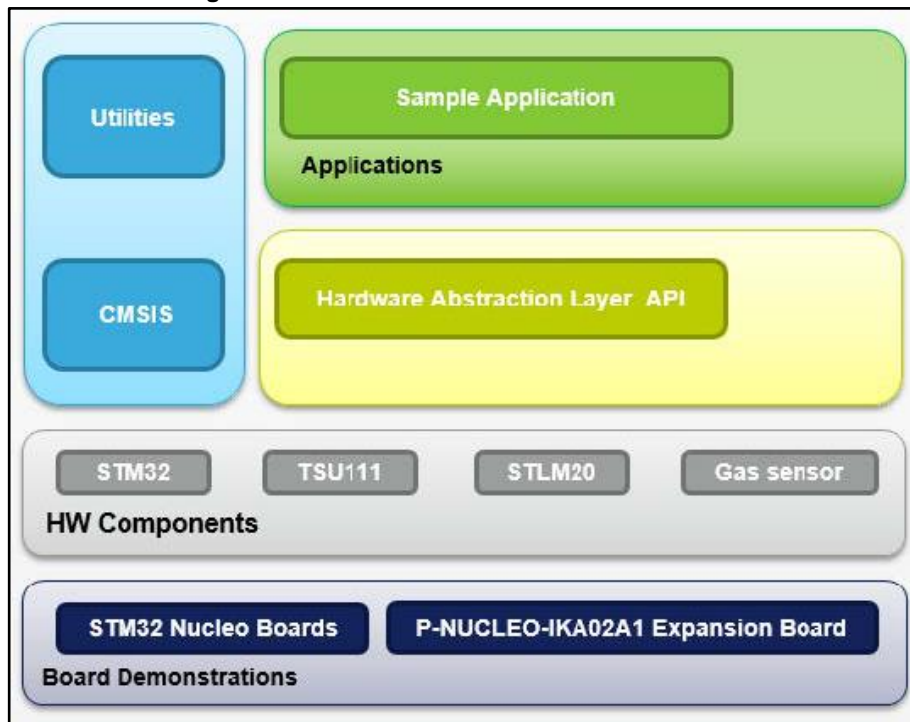 Utilities
Sample Application
Applications
CMSIS
Hardware Abstraction Layer API
STM32
TSU111
STLM20
Gas sensor
HW Components
STM32 Nucleo Boards
P-NUCLEO-IKA02A1 Expansion Board
Board Demonstrations